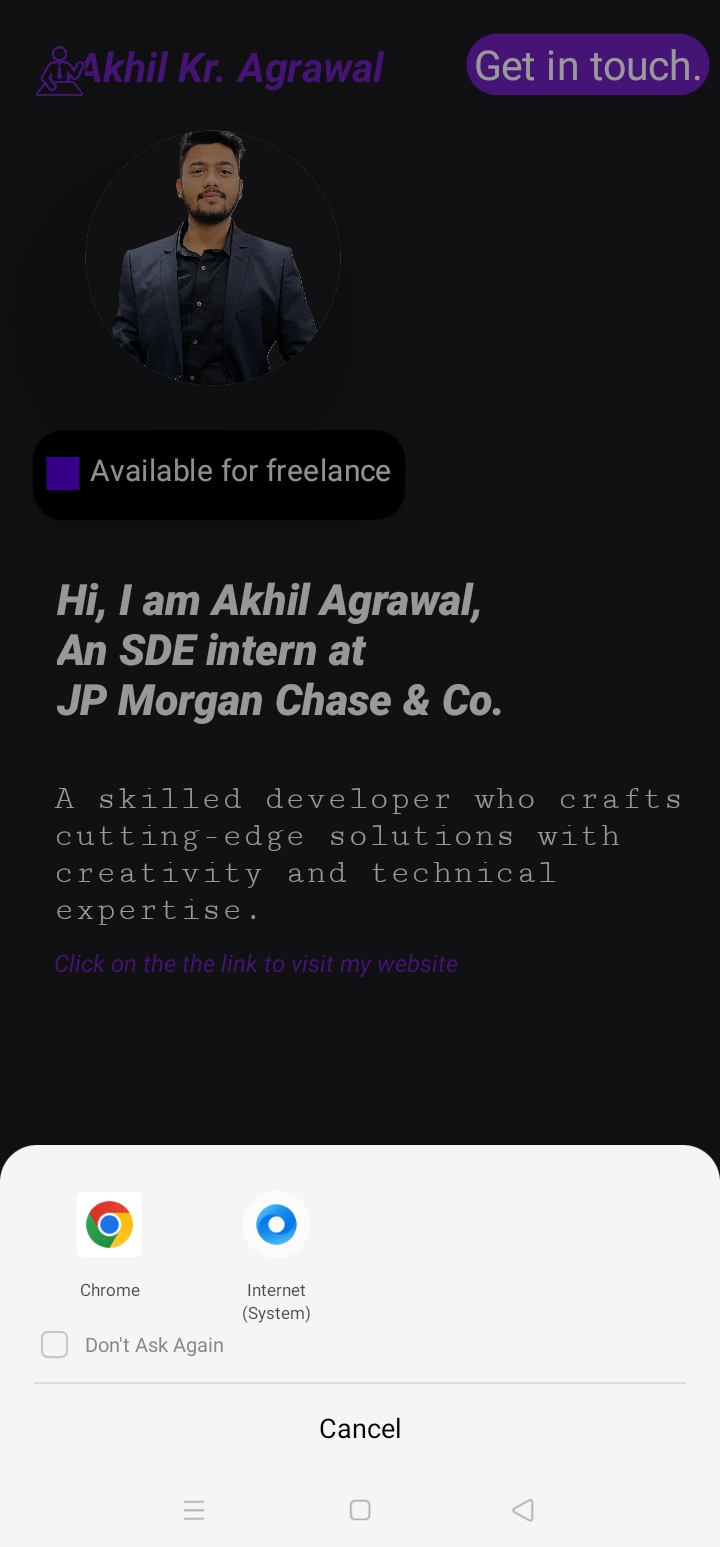 Akhil Kr. Agrawal
Get in touch.
Available for freelance
Hi, I am Akhil Agrawal,
An SDE intern at
JP Morgan Chase & Co.
A skilled developer who crafts
cutting-edge solutions with
creativity and technical
expertise.
Click on the the link to visit my website
Chrome
Internet
(System)
Don't Ask Again
Cancel